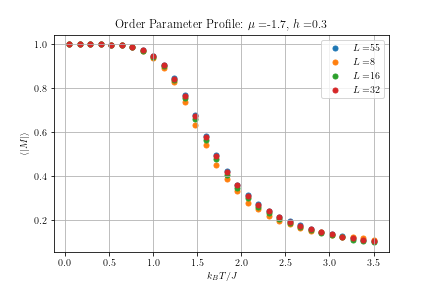 Order Parameter Profile: μ =-1.7, h =0.3
1.0
0.8
0.6
0.4
0.2
⟨|M|⟩
L =55
L =8
L =16
L =32
0.0 0.5 1.0 1.5 2.0 2.5 3.0 3.5
k_BT/J